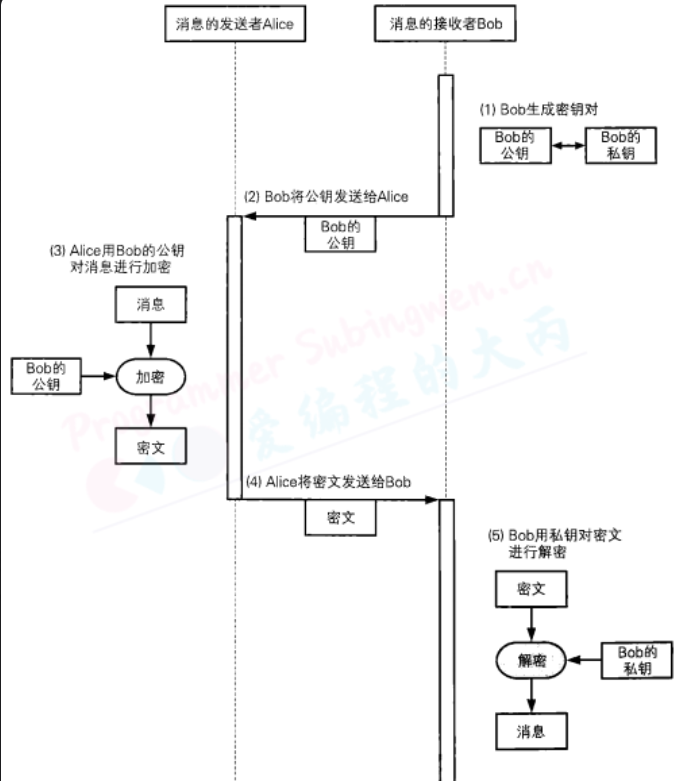 消息的发送者Alice
消息的接收者Bob
(1) Bob生成密钥对
Bob的
公钥
Bob的
私钥
(2) Bob将公钥发送给Alice
Bob的
公钥
(3) Alice用Bob的公钥
对消息进行加密
消息
Bob的
公钥
加密
密文
Programmer Subingwen.cn
爱编程的大丙
(4) Alice将密文发送给Bob
密文
(5) Bob用私钥对密文
进行解密
密文
解密
Bob的
私钥
消息